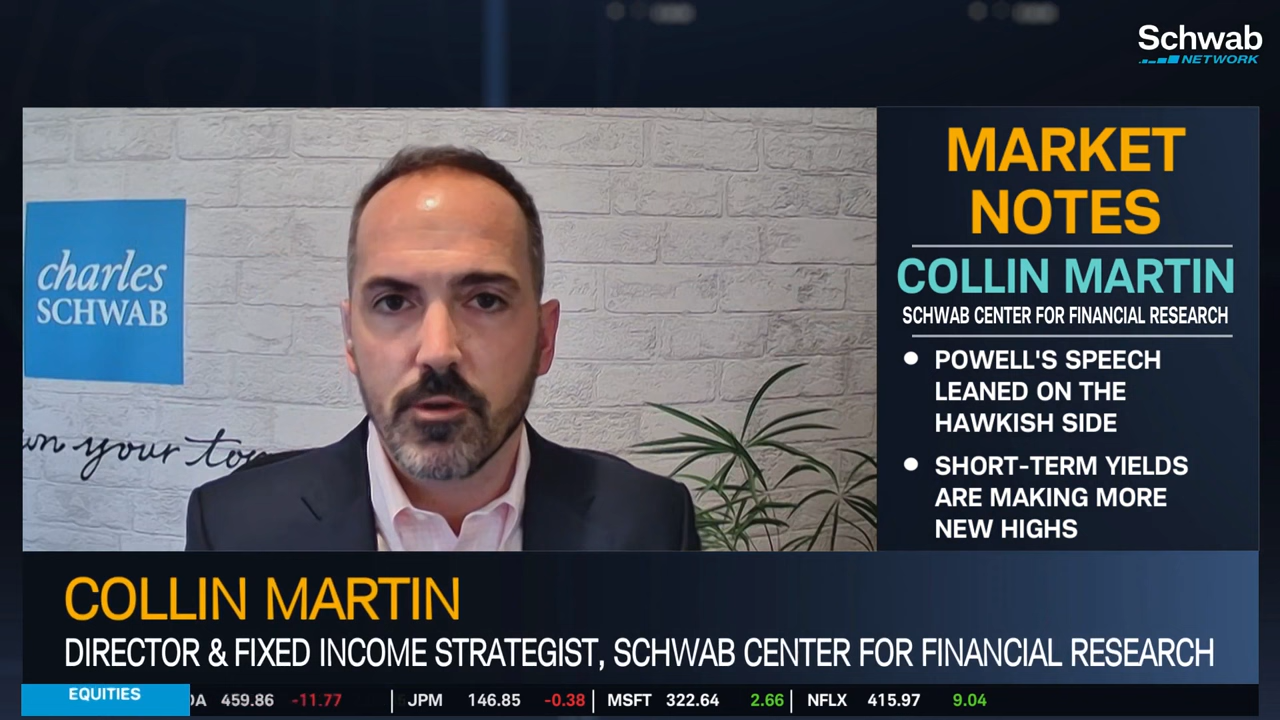 Schwab
NETWORK
charles
SCHWAB
your
MARKET
NOTES
COLLIN MARTIN
SCHWAB CENTER FOR FINANCIAL RESEARCH
• POWELL'S SPEECH
LEANED ON THE
HAWKISH SIDE
• SHORT-TERM YIELDS
ARE MAKING MORE
NEW HIGHS
COLLIN MARTIN
DIRECTOR & FIXED INCOME STRATEGIST, SCHWAB CENTER FOR FINANCIAL RESEARCH
EQUITIES DA 459.86 -11.77 | JPM 146.85 -0.38 | MSFT 322.64 2.66 | NFLX 415.97 9.04